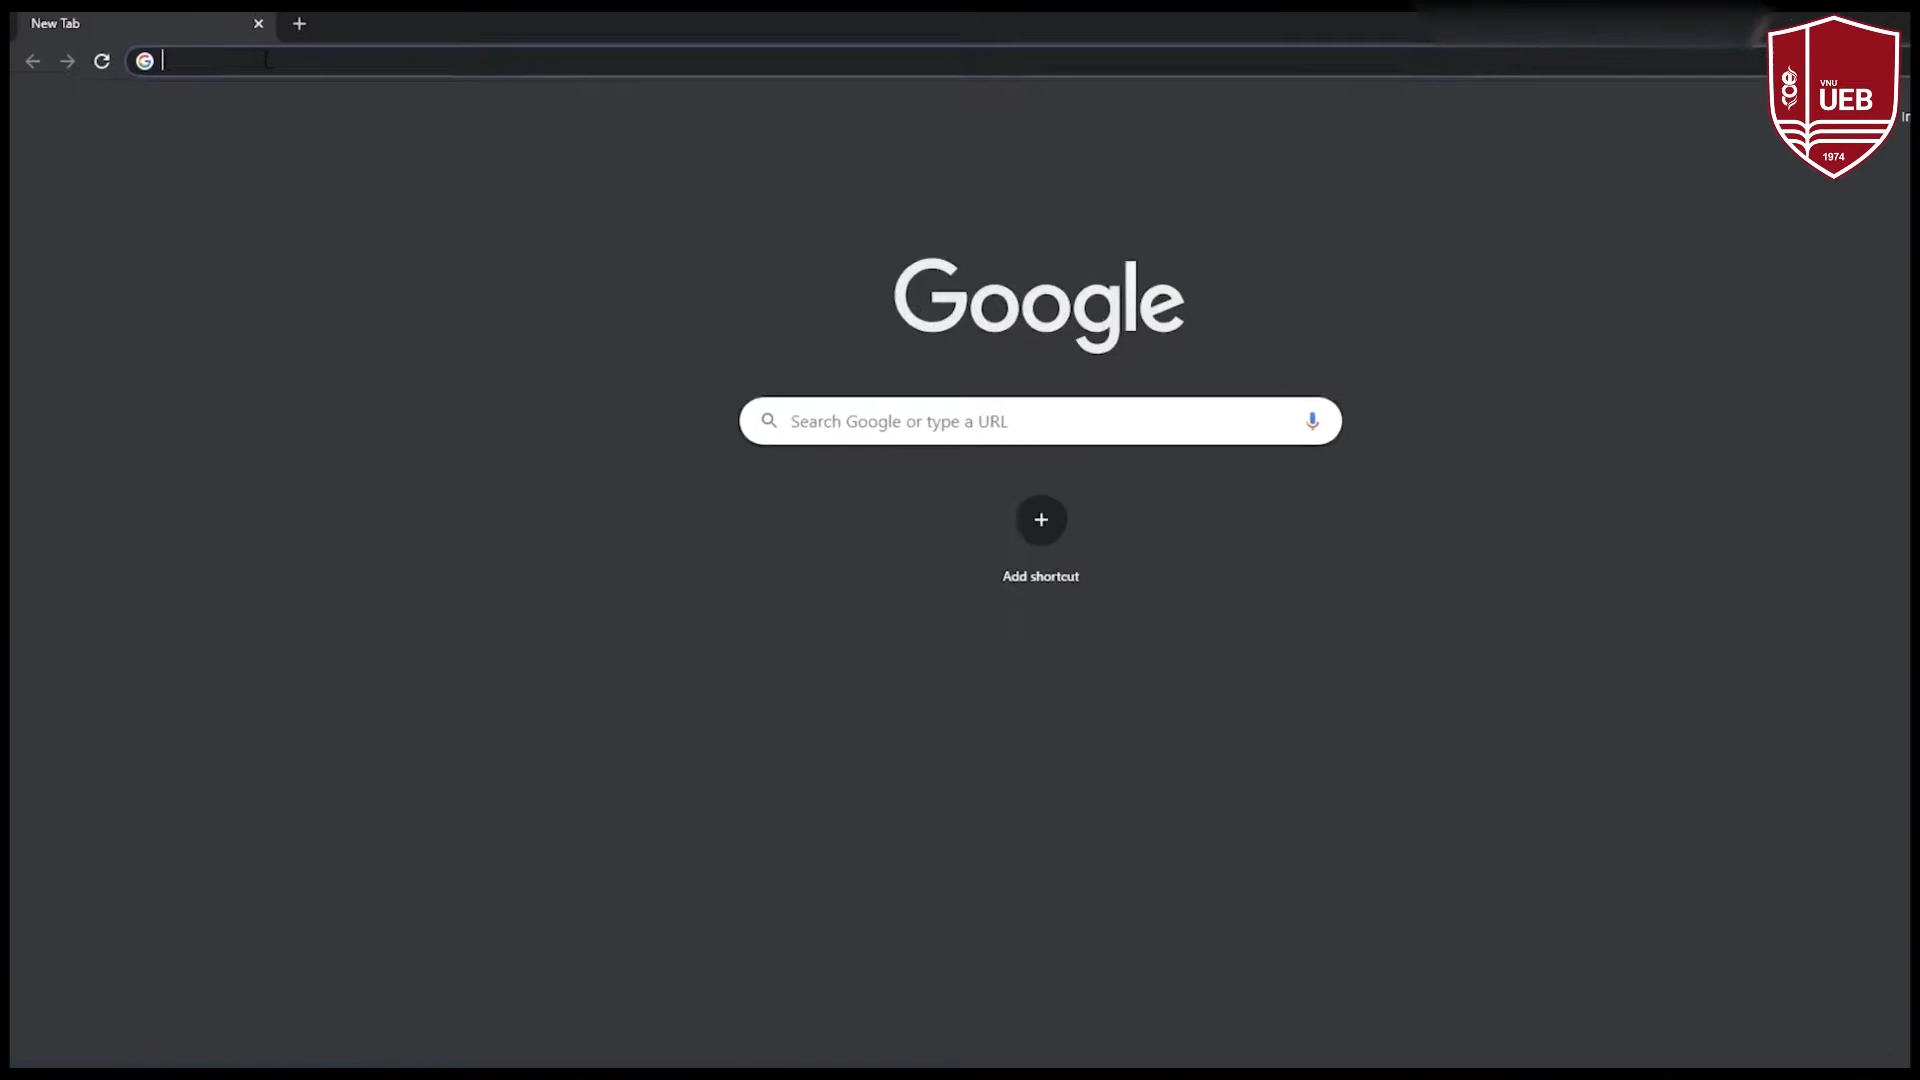 New Tab
VNU
UEB
1974
Google
Search Google or type a URL
Add shortcut